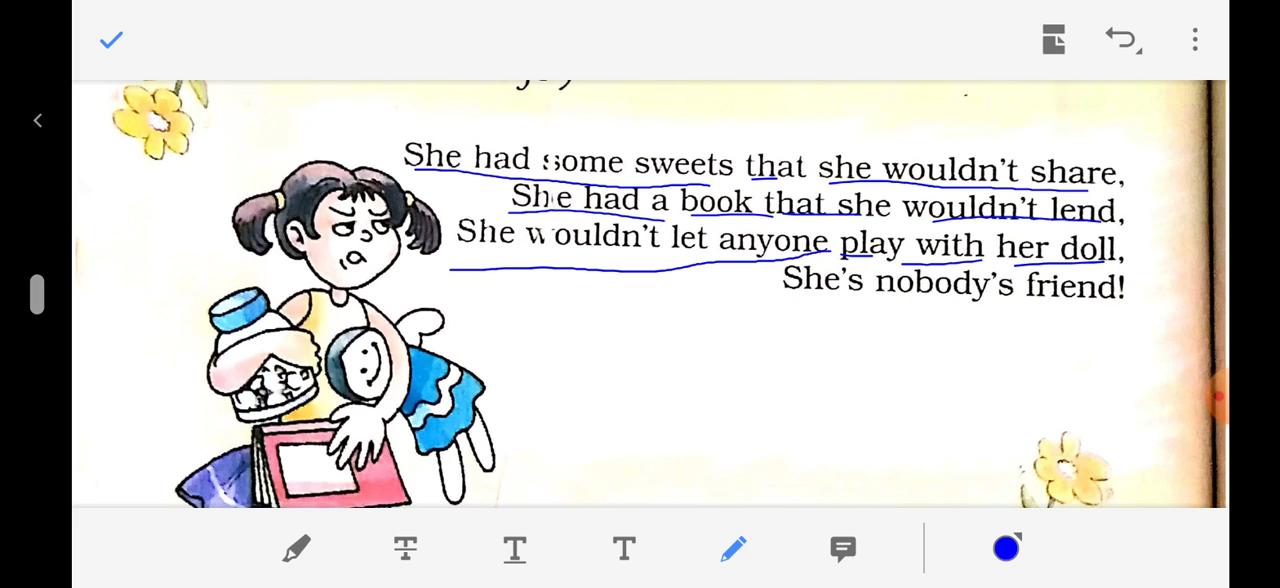 She had some sweets that she wouldn't share,
She had a book that she wouldn't lend,
She wouldn't let anyone play with her doll,
She's nobody's friend!